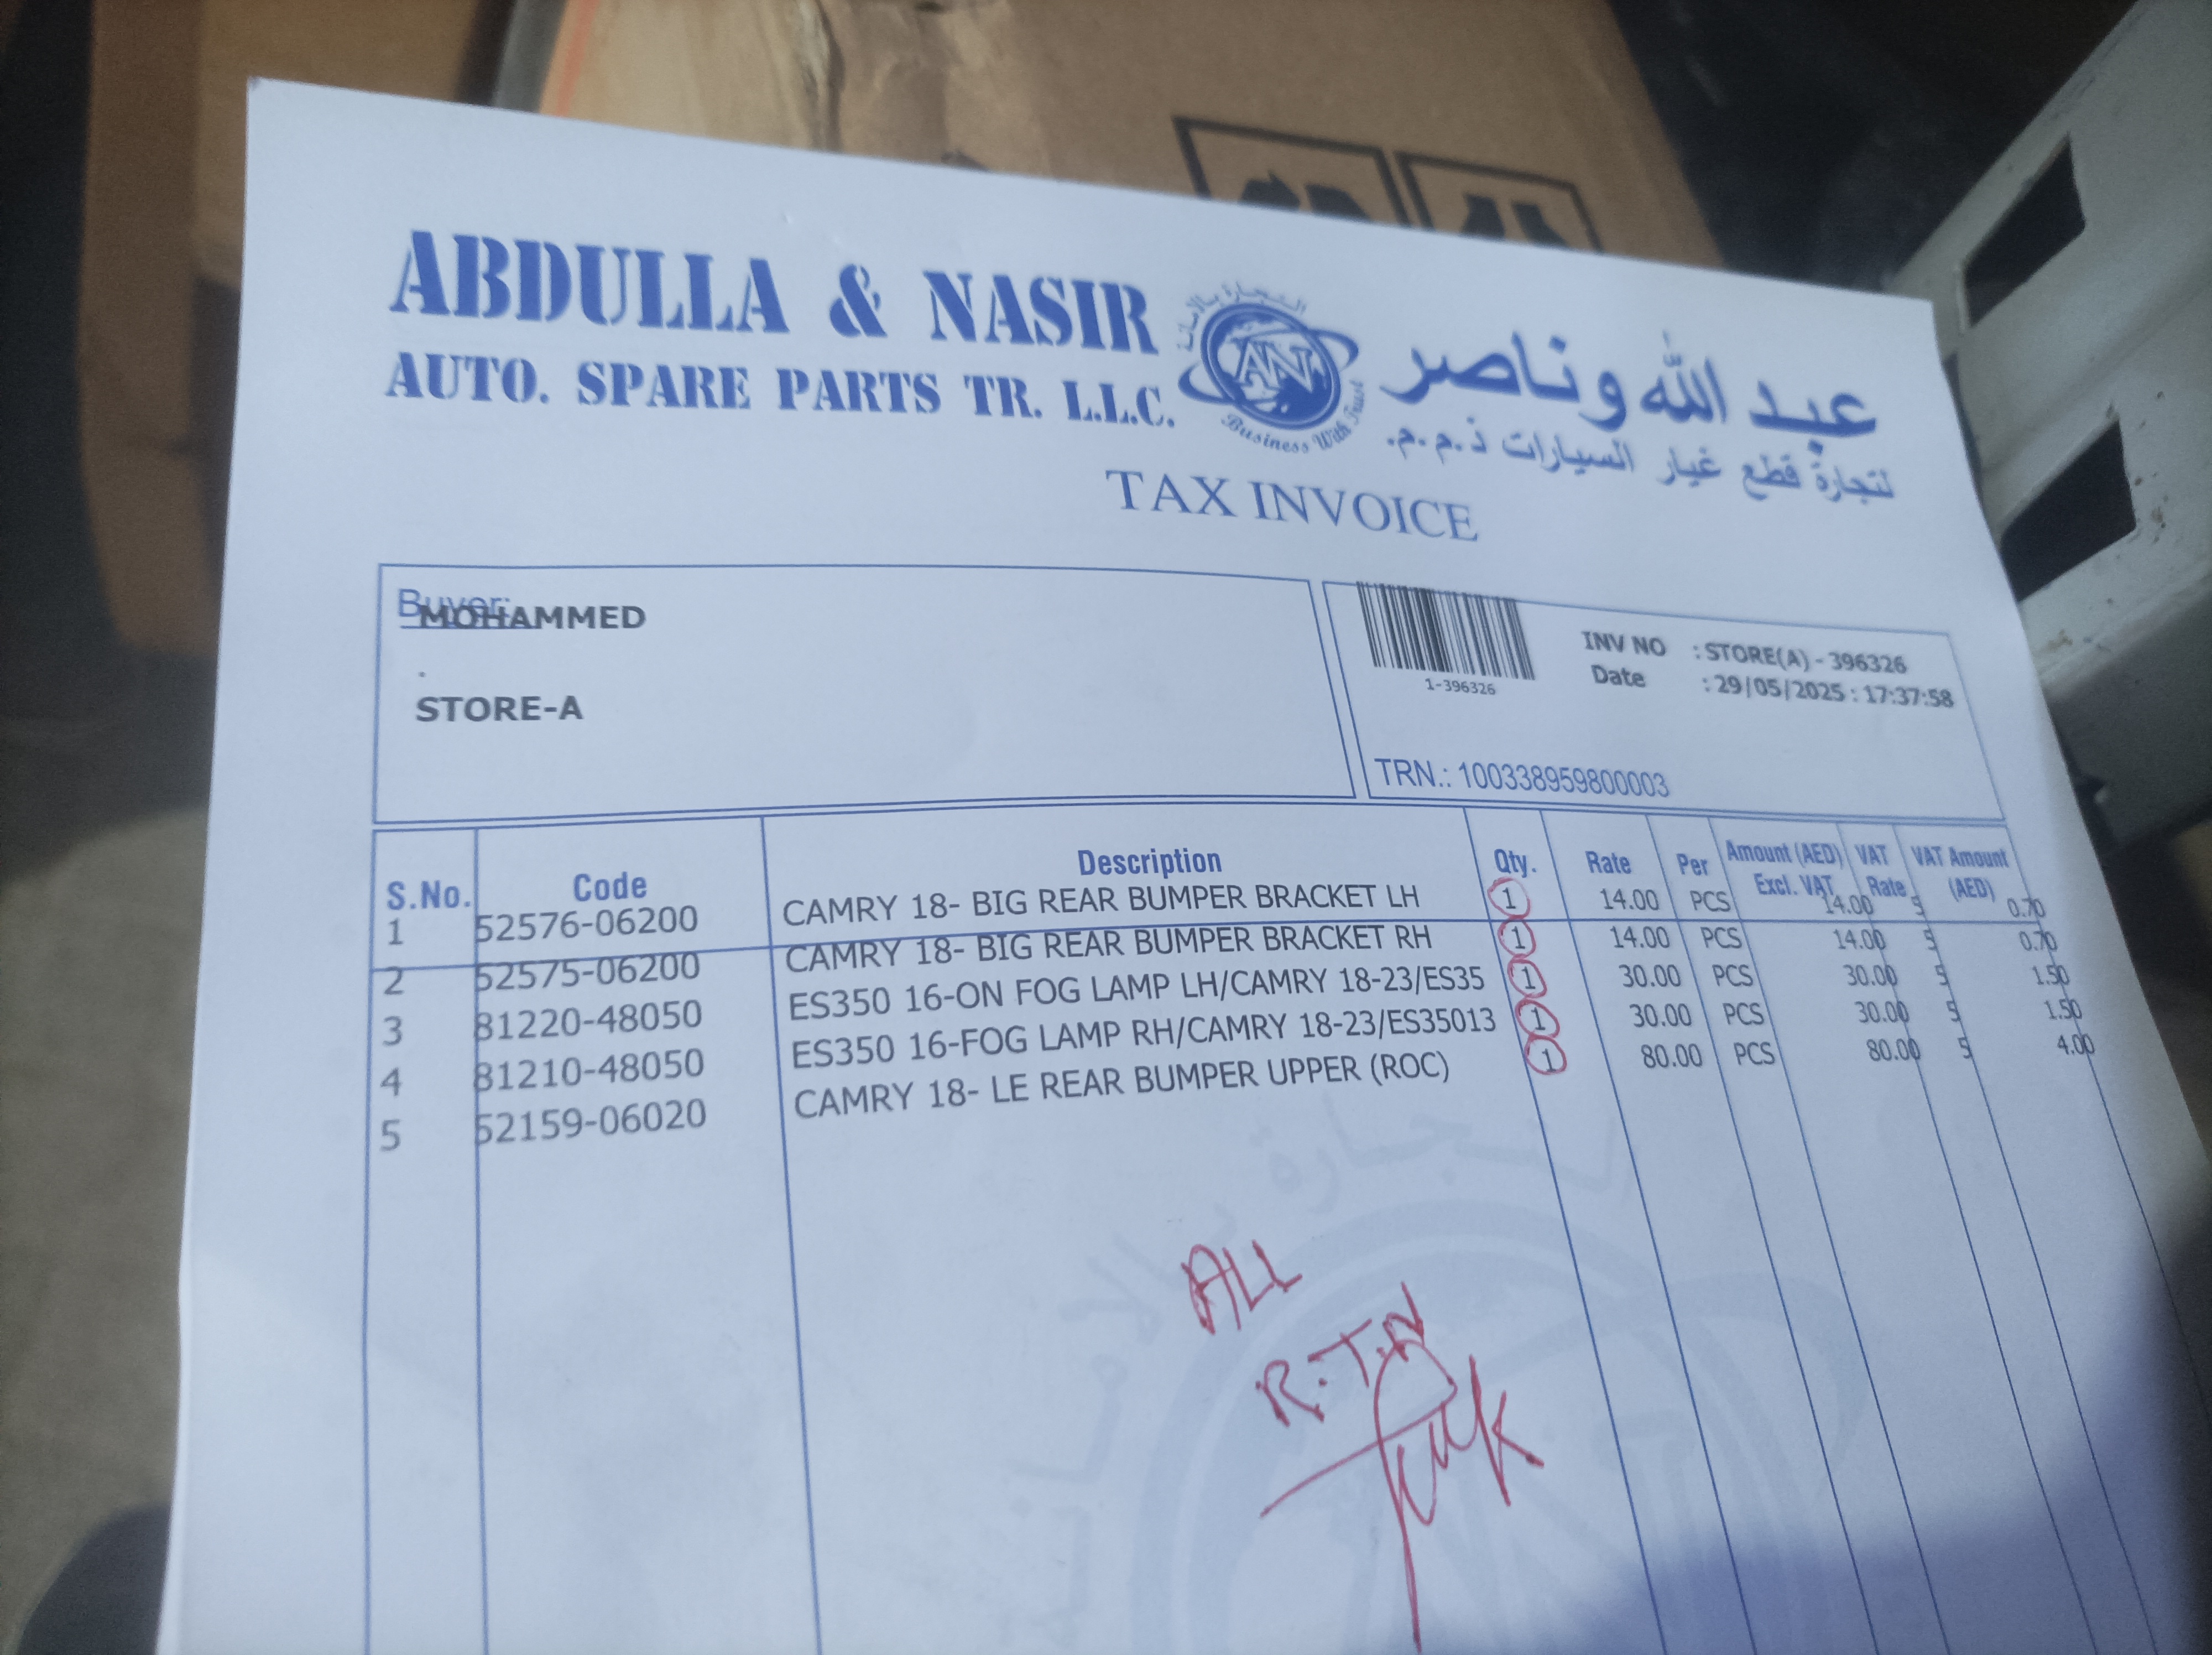 ABDULLA & NASIR
AUTO. SPARE PARTS TR. L.L.C.
التجارة بالامانة
AN
Business With Trust
عبد الله وناصر
لتجارة قطع غيار السيارات ذ.م.م.
TAX INVOICE
Buyer:
MOHAMMED
.
STORE-A
1-396326
INV NO : STORE(A) - 396326
Date : 29/05/2025 : 17:37:58
TRN.: 100338959800003
S.No. Code Description Qty. Rate Per Amount (AED) Excl. VAT VAT Rate VAT Amount (AED)
1 52576-06200 CAMRY 18- BIG REAR BUMPER BRACKET LH 1 14.00 PCS 14.00 5 0.70
2 52575-06200 CAMRY 18- BIG REAR BUMPER BRACKET RH 1 14.00 PCS 14.00 5 0.70
3 81220-48050 ES350 16-ON FOG LAMP LH/CAMRY 18-23/ES35 1 30.00 PCS 30.00 5 1.50
4 81210-48050 ES350 16-FOG LAMP RH/CAMRY 18-23/ES35013 1 30.00 PCS 30.00 5 1.50
5 52159-06020 CAMRY 18- LE REAR BUMPER UPPER (ROC) 1 80.00 PCS 80.00 5 4.00
التجارة بالامانة
ALL
R.T.N